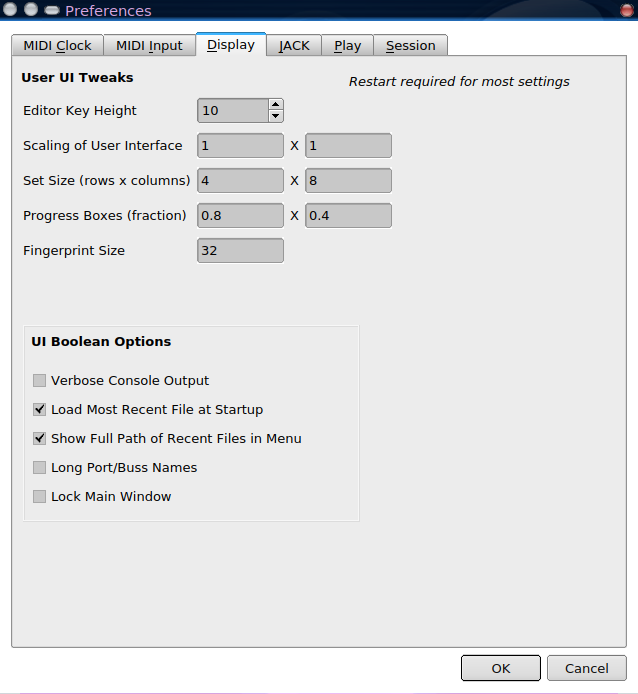 Preferences
MIDI Clock MIDI Input Display JACK Play Session
User UI Tweaks
Restart required for most settings
Editor Key Height 10
Scaling of User Interface 1 X 1
Set Size (rows x columns) 4 X 8
Progress Boxes (fraction) 0.8 X 0.4
Fingerprint Size 32
UI Boolean Options
Verbose Console Output
Load Most Recent File at Startup
Show Full Path of Recent Files in Menu
Long Port/Buss Names
Lock Main Window
OK Cancel